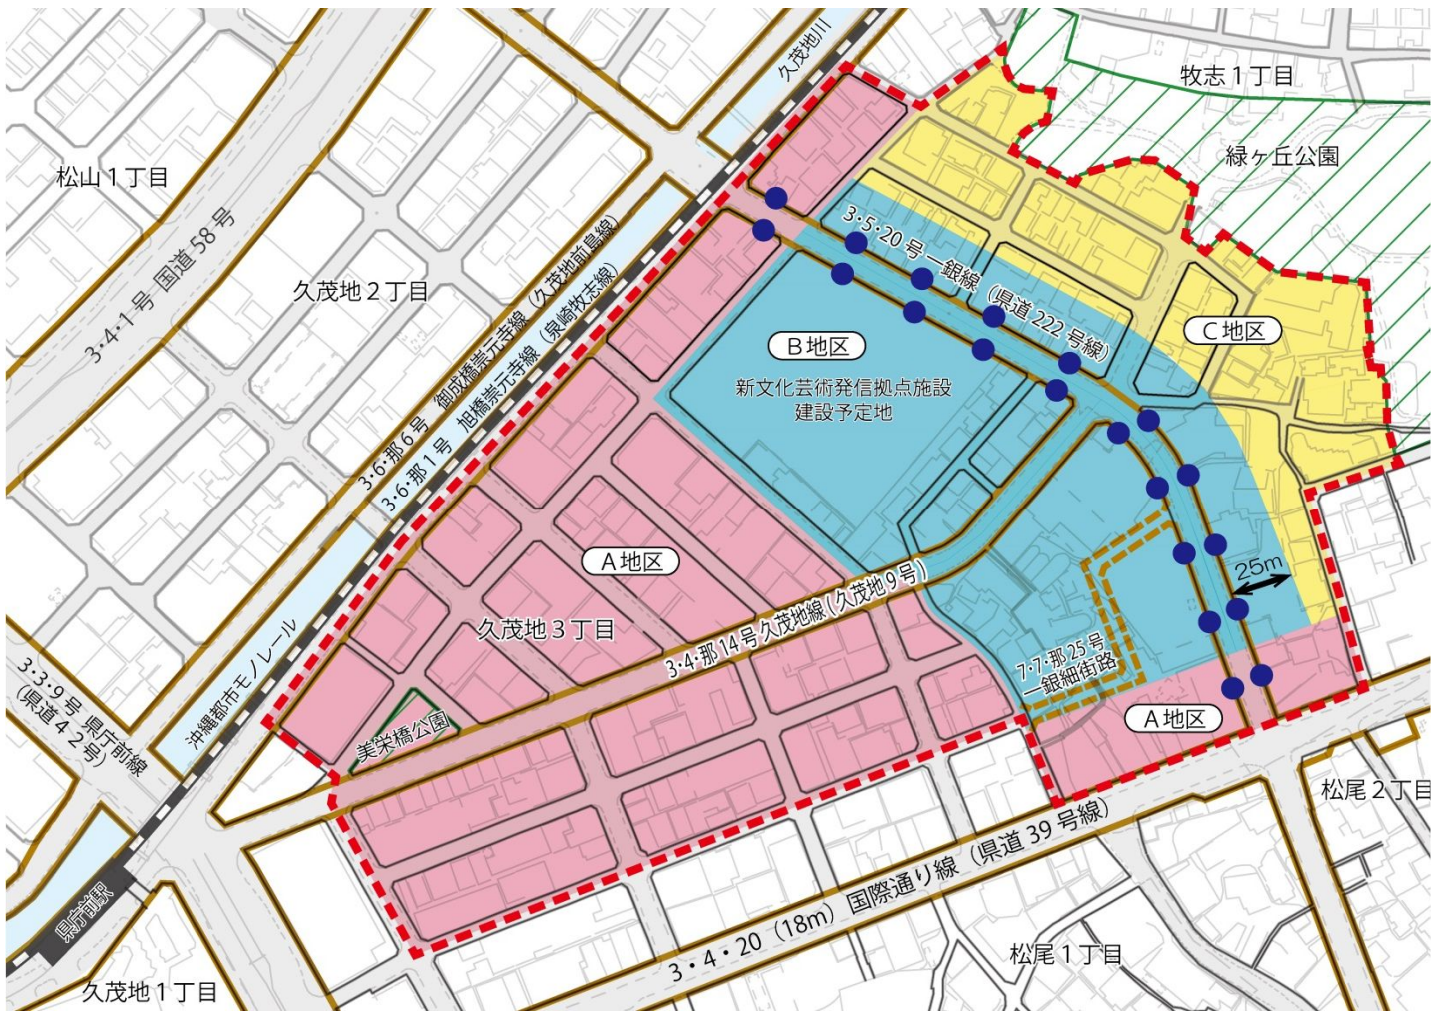 久茂地川
牧志１丁目
緑ヶ丘公園
松山１丁目
3・4・1号 国道58号
久茂地２丁目
3・5・20号 一銀線（県道222号線）
C地区
B地区
新文化芸術発信拠点施設
建設予定地
3・6・那6号　御成橋崇元寺線（久茂地前島線）
3・6・那1号　旭橋崇元寺線（泉崎牧志線）
A地区
25m
久茂地３丁目
3・4・那14号 久茂地線（久茂地9号）
7・7・那25号
一銀細街路
沖縄都市モノレール
3・3・9号 県庁前線
（県道42号）
美栄橋公園
A地区
松尾２丁目
3・4・20（18m）国際通り線（県道39号線）
県庁前駅
松尾１丁目
久茂地１丁目